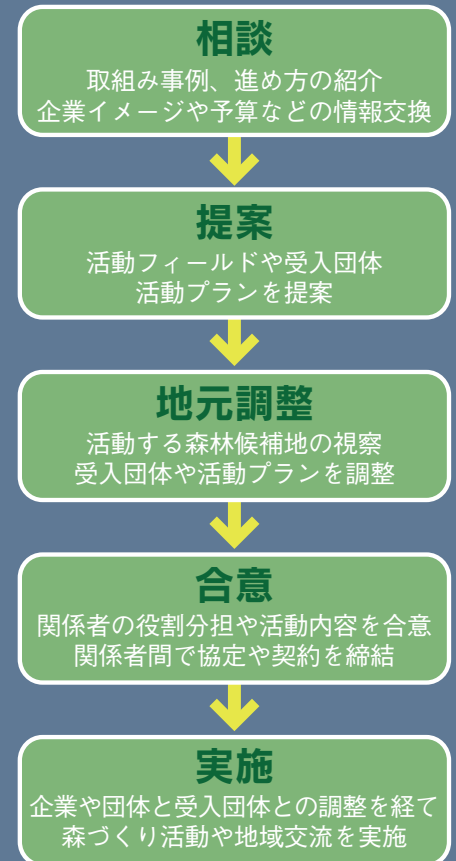 相談
取組み事例、進め方の紹介
企業イメージや予算などの情報交換
提案
活動フィールドや受入団体
活動プランを提案
地元調整
活動する森林候補地の視察
受入団体や活動プランを調整
合意
関係者の役割分担や活動内容を合意
関係者間で協定や契約を締結
実施
企業や団体と受入団体との調整を経て
森づくり活動や地域交流を実施